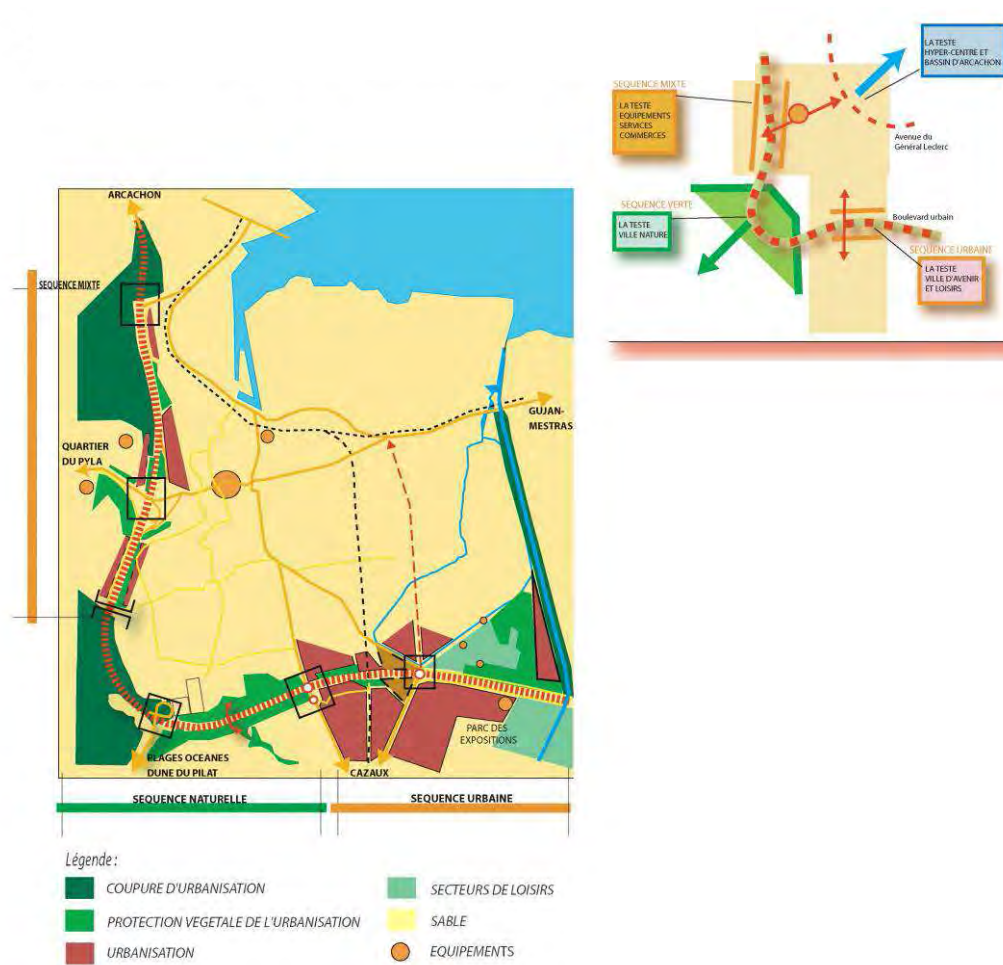 LA TESTE
HYPER-CENTRE ET
BASSIN D'ARCACHON
SEQUENCE MIXTE
LA TESTE
EQUIPEMENTS
SERVICES
COMMERCES
Avenue du
Général Leclerc
SEQUENCE VERTE
LA TESTE
VILLE NATURE
Boulevard urbain
SEQUENCE URBAINE
LA TESTE
VILLE D'AVENIR
ET LOISIRS
ARCACHON
SEQUENCE MIXTE
GUJAN-
MESTRAS
QUARTIER
DU PYLA
PARC DES
EXPOSITIONS
PLAGES OCEANES
DUNE DU PILAT
CAZAUX
SEQUENCE NATURELLE
SEQUENCE URBAINE
Légende :
COUPURE D'URBANISATION
PROTECTION VEGETALE DE L'URBANISATION
URBANISATION
SECTEURS DE LOISIRS
SABLE
EQUIPEMENTS